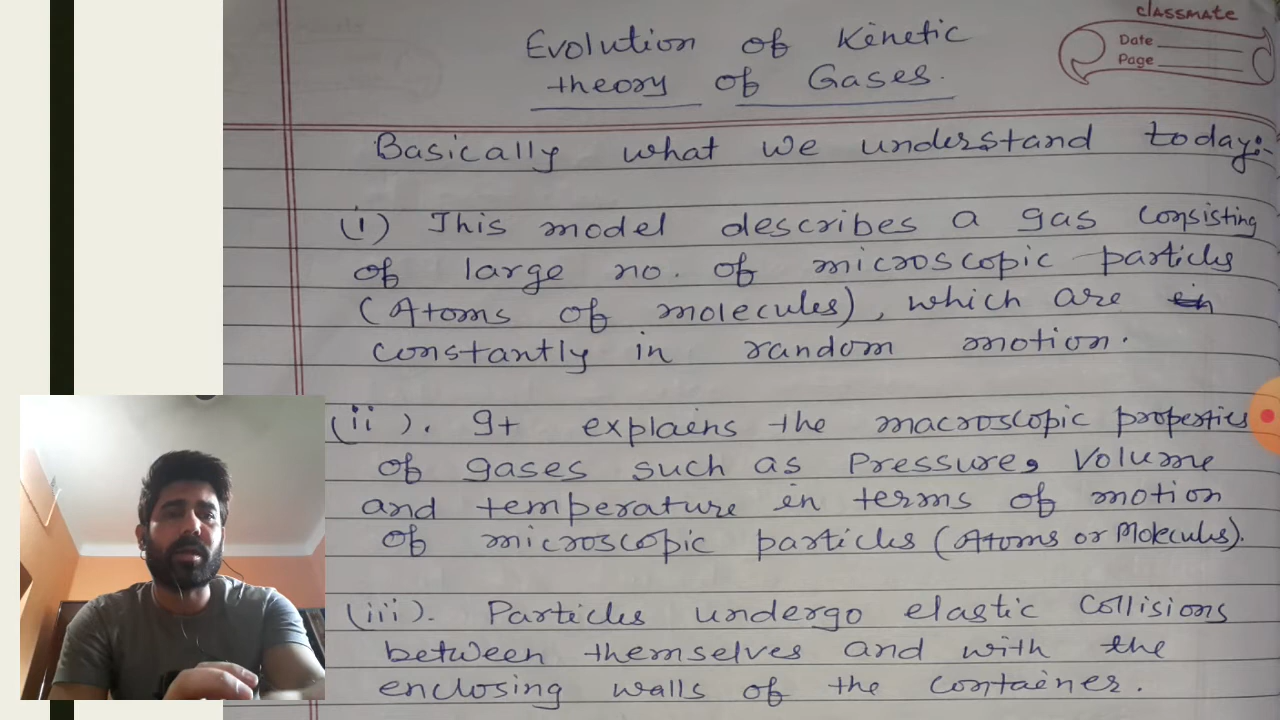 classmate
Date
Page
Evolution of Kinetic
theory of Gases.
Basically what we understand today:-
(i) This model describes a gas consisting
of large no. of microscopic particles
(Atoms of molecules), which are in
constantly in random motion.
(ii). It explains the macroscopic properties
of gases such as Pressure, Volume
and temperature in terms of motion
of microscopic particles (Atoms or Molecules).
(iii). Particles undergo elastic Collisions
between themselves and with the
enclosing walls of the container.